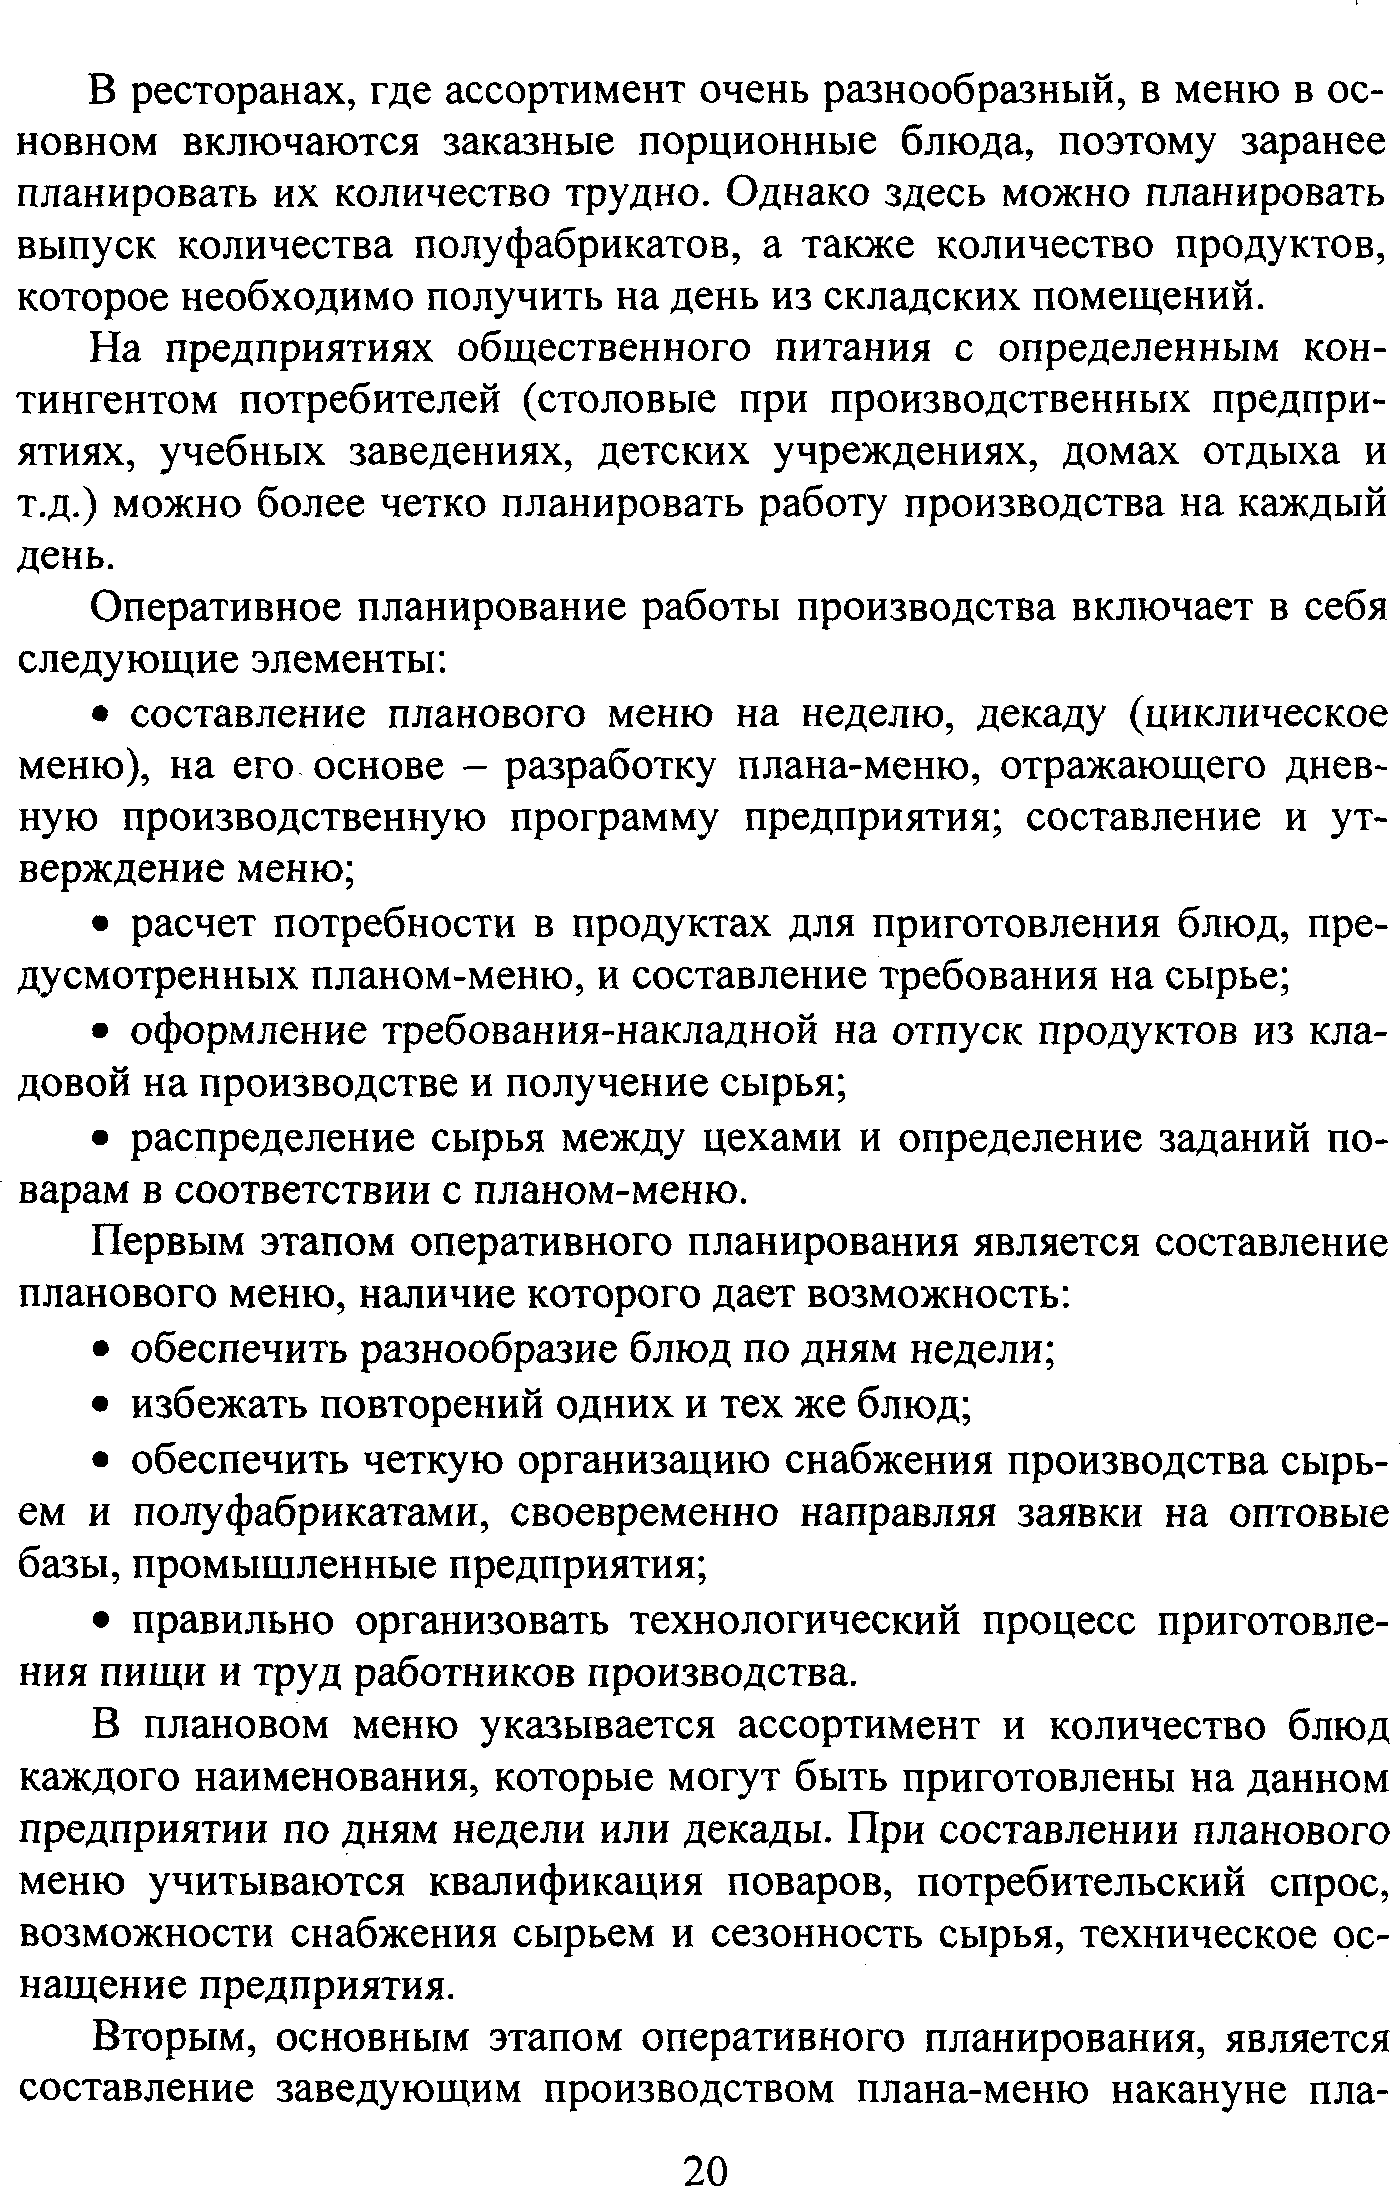 В ресторанах, где ассортимент очень разнообразный, в меню в ос-
новном включаются заказные порционные блюда, поэтому заранее
планировать их количество трудно. Однако здесь можно планировать
выпуск количества полуфабрикатов, а также количество продуктов,
которое необходимо получить на день из складских помещений.
На предприятиях общественного питания с определенным кон-
тингентом потребителей (столовые при производственных предпри-
ятиях, учебных заведениях, детских учреждениях, домах отдыха и
т.д.) можно более четко планировать работу производства на каждый
день.
Оперативное планирование работы производства включает в себя
следующие элементы:
• составление планового меню на неделю, декаду (циклическое
меню), на его основе – разработку плана-меню, отражающего днев-
ную производственную программу предприятия; составление и ут-
верждение меню;
• расчет потребности в продуктах для приготовления блюд, пре-
дусмотренных планом-меню, и составление требования на сырье;
• оформление требования-накладной на отпуск продуктов из кла-
довой на производстве и получение сырья;
• распределение сырья между цехами и определение заданий по-
варам в соответствии с планом-меню.
Первым этапом оперативного планирования является составление
планового меню, наличие которого дает возможность:
• обеспечить разнообразие блюд по дням недели;
• избежать повторений одних и тех же блюд;
• обеспечить четкую организацию снабжения производства сырь-
ем и полуфабрикатами, своевременно направляя заявки на оптовые
базы, промышленные предприятия;
• правильно организовать технологический процесс приготовле-
ния пищи и труд работников производства.
В плановом меню указывается ассортимент и количество блюд
каждого наименования, которые могут быть приготовлены на данном
предприятии по дням недели или декады. При составлении планового
меню учитываются квалификация поваров, потребительский спрос,
возможности снабжения сырьем и сезонность сырья, техническое ос-
нащение предприятия.
Вторым, основным этапом оперативного планирования, является
составление заведующим производством плана-меню накануне пла-
20